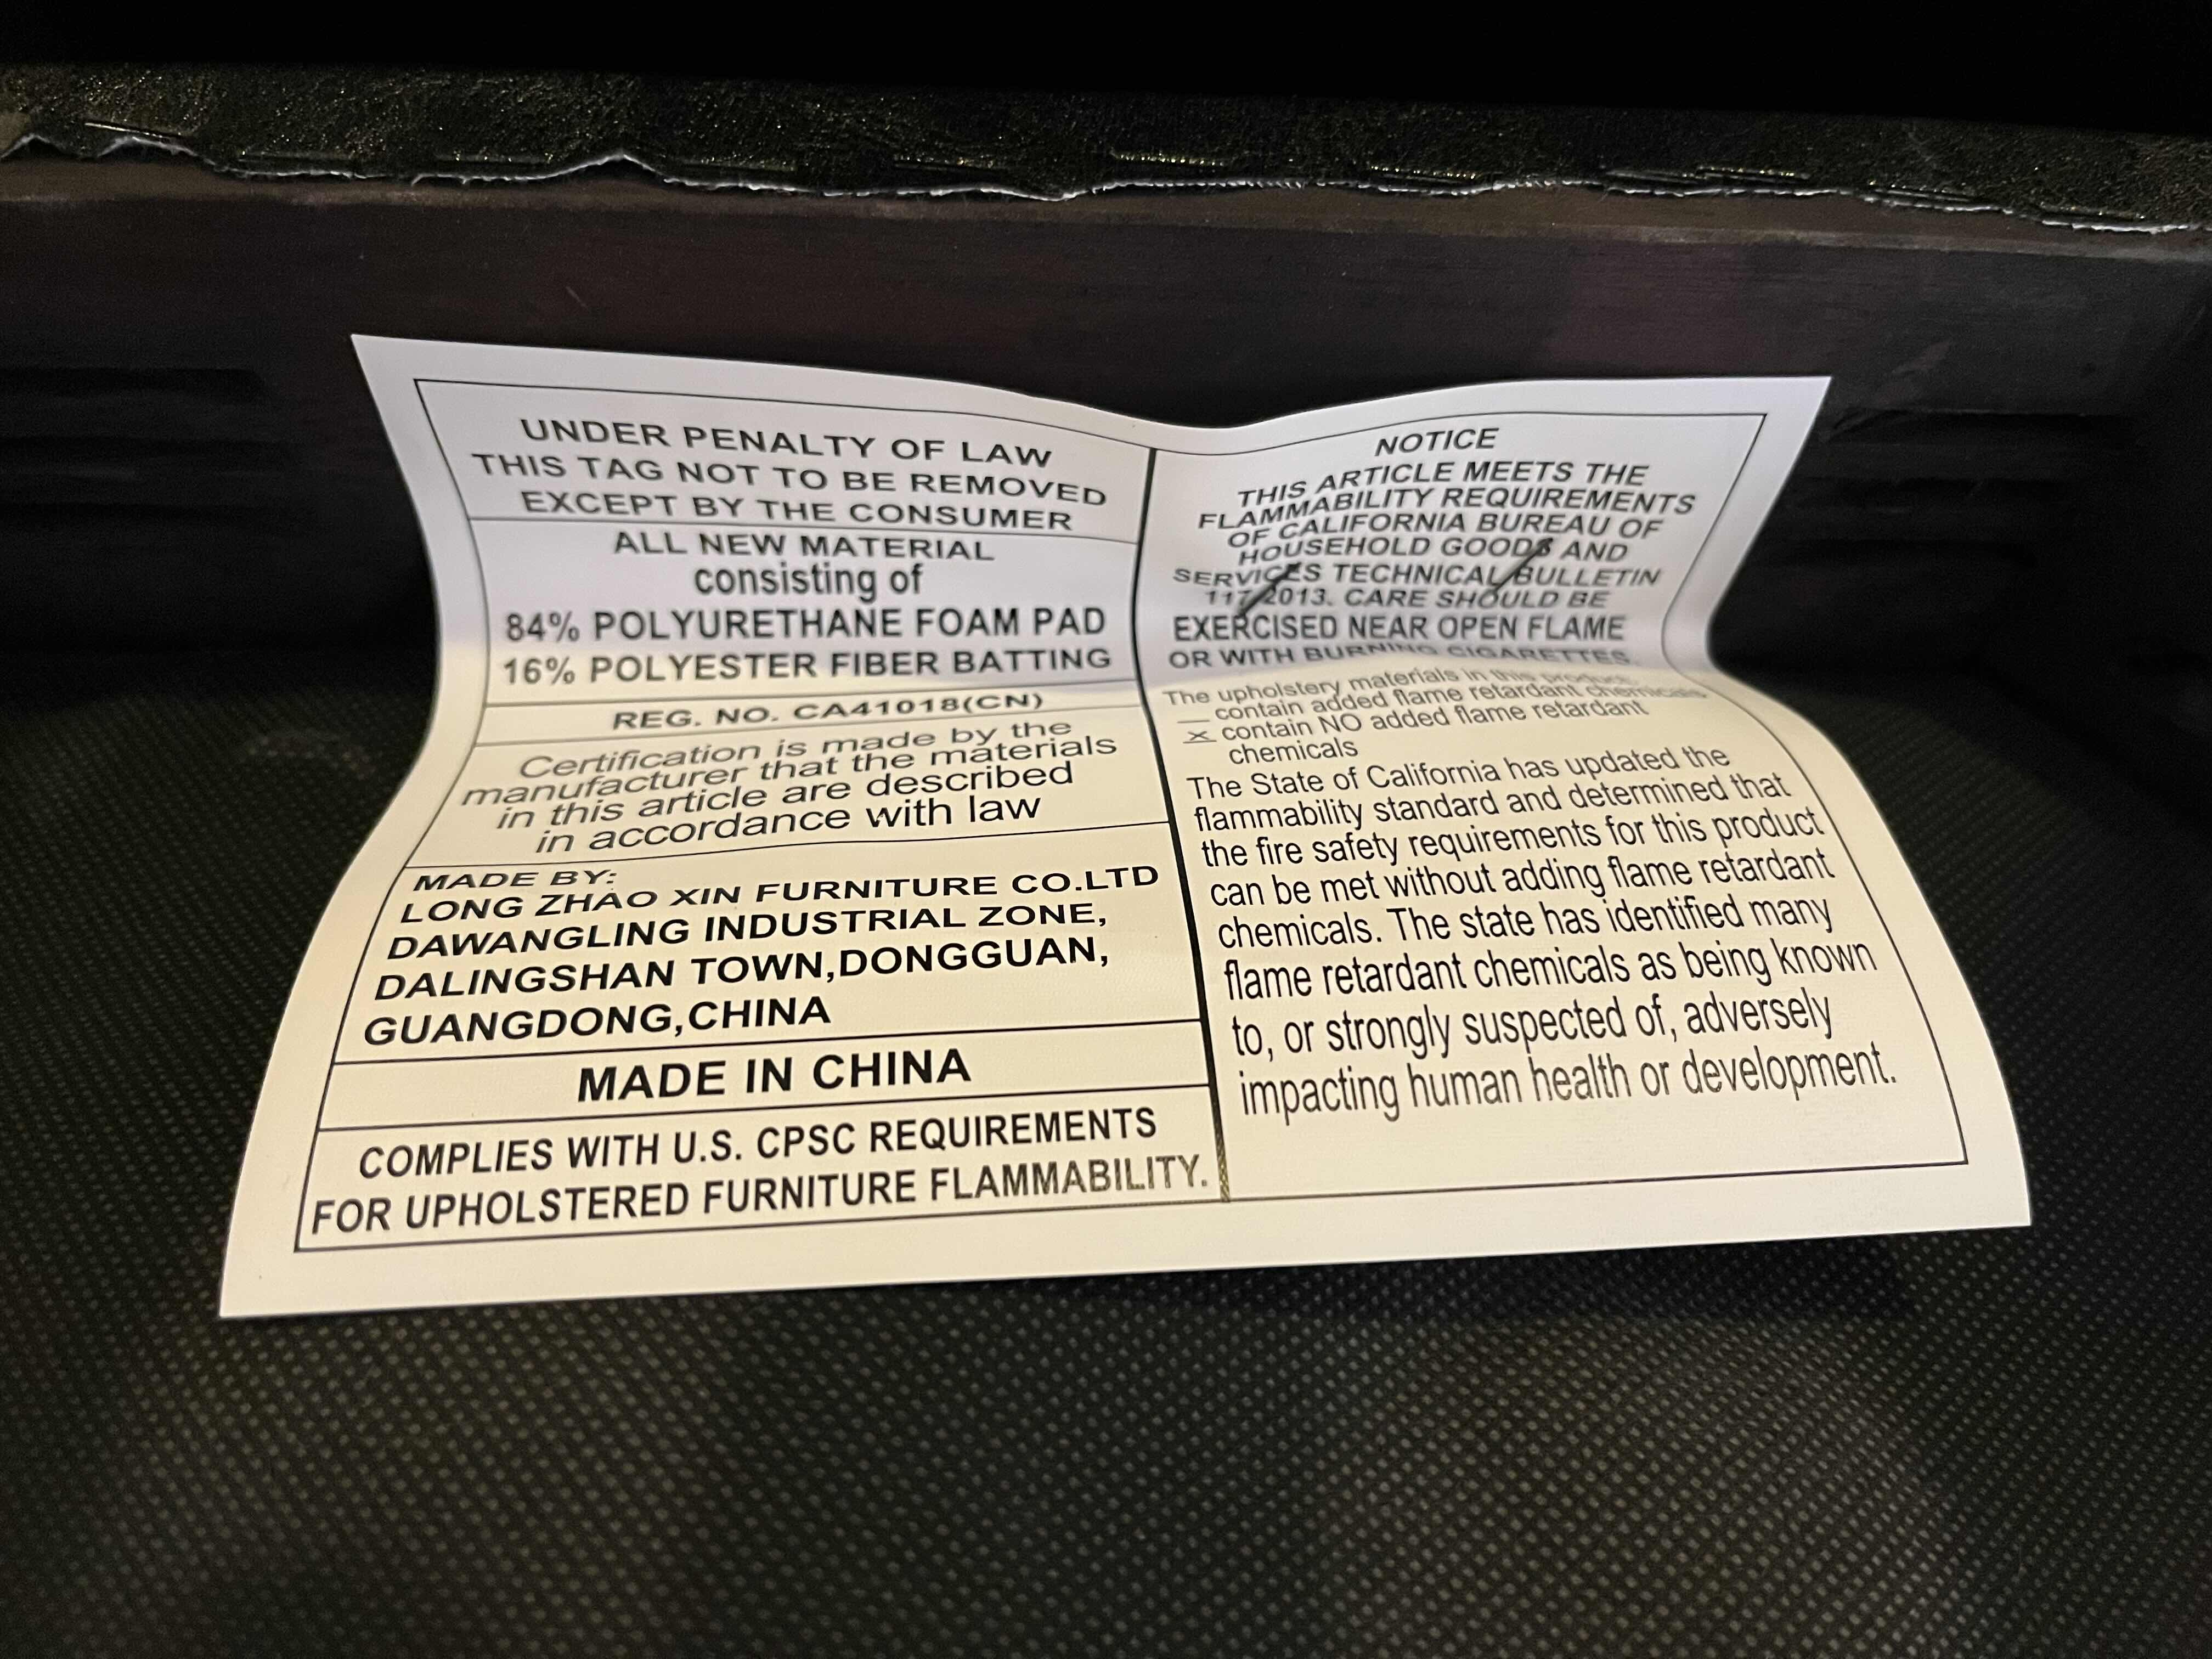 UNDER PENALTY OF LAW
THIS TAG NOT TO BE REMOVED
EXCEPT BY THE CONSUMER
ALL NEW MATERIAL
consisting of
84% POLYURETHANE FOAM PAD
16% POLYESTER FIBER BATTING
REG. NO. CA41018(CN)
Certification is made by the
manufacturer that the materials
in this article are described
in accordance with law
MADE BY:
LONG ZHAO XIN FURNITURE CO.LTD
DAWANGLING INDUSTRIAL ZONE,
DALINGSHAN TOWN,DONGGUAN,
GUANGDONG,CHINA
MADE IN CHINA
COMPLIES WITH U.S. CPSC REQUIREMENTS
FOR UPHOLSTERED FURNITURE FLAMMABILITY.
NOTICE
THIS ARTICLE MEETS THE
FLAMMABILITY REQUIREMENTS
OF CALIFORNIA BUREAU OF
HOUSEHOLD GOODS AND
SERVICES TECHNICAL BULLETIN
117 2013. CARE SHOULD BE
EXERCISED NEAR OPEN FLAME
OR WITH BURNING CIGARETTES.
The upholstery materials in this product:
__ contain added flame retardant chemicals
x contain NO added flame retardant
chemicals
The State of California has updated the
flammability standard and determined that
the fire safety requirements for this product
can be met without adding flame retardant
chemicals. The state has identified many
flame retardant chemicals as being known
to, or strongly suspected of, adversely
impacting human health or development.